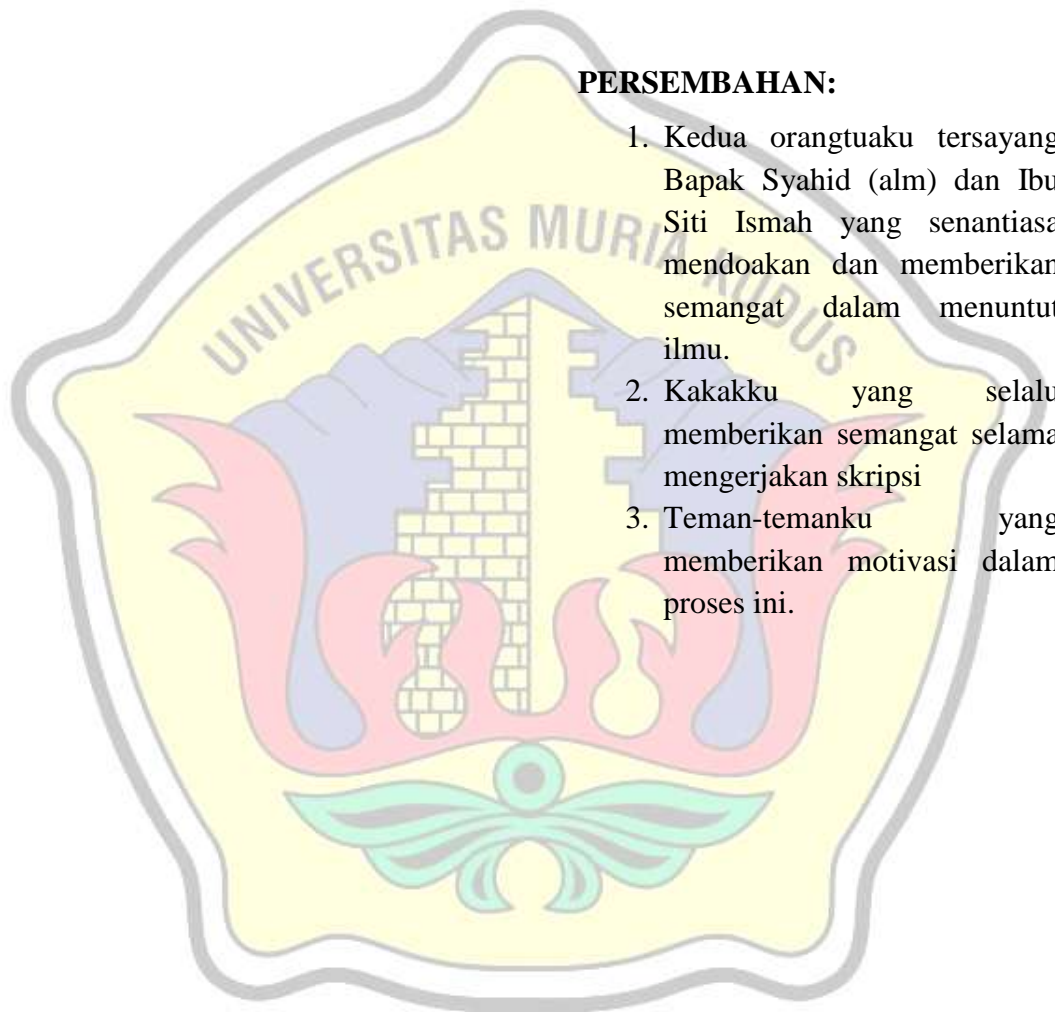 PERSEMBAHAN:
1. Kedua orangtuaku tersayang
Bapak Syahid (alm) dan Ibu
Siti Ismah yang senantiasa
mendoakan dan memberikan
semangat dalam menuntut
ilmu.
2. Kakakku yang selalu
memberikan semangat selama
mengerjakan skripsi
3. Teman-temanku yang
memberikan motivasi dalam
proses ini.
UNIVERSITAS MURIA KUDUS